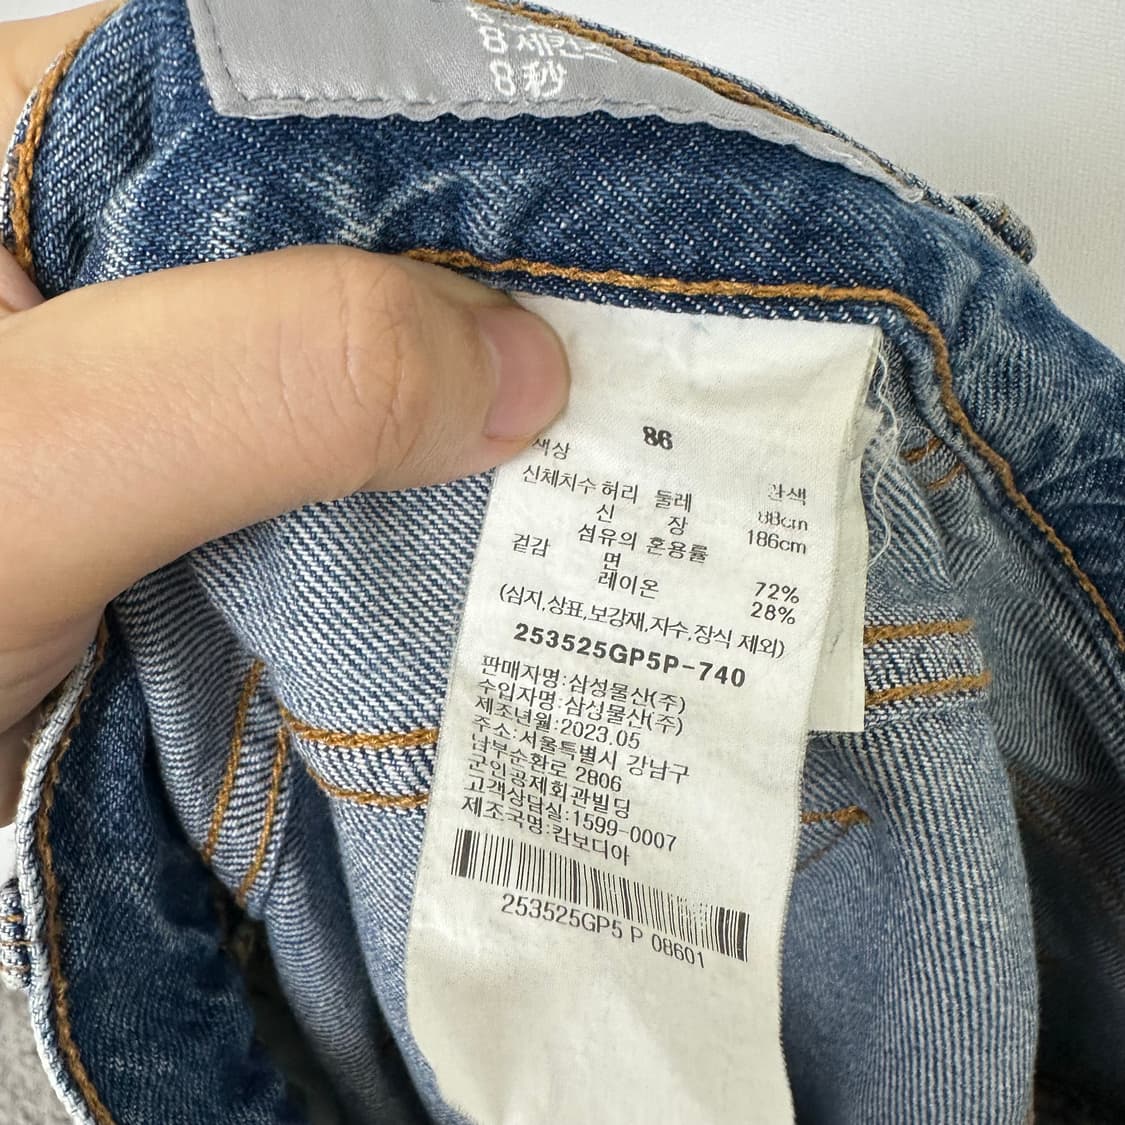 8세컨즈
8秒
86
색상
신체치수 허리 둘레 88cm
신 장 186cm
섬유의 혼용률
겉감 면 72%
레이온 28%
(심지,상표,보강재,자수,장식 제외)
253525GP5P-740
판매자명:삼성물산(주)
수입자명:삼성물산(주)
제조년월:2023.05
주소:서울특별시 강남구
남부순환로 2806
군인공제회관빌딩
고객상담실:1599-0007
제조국명:캄보디아
253525GP5 P 08601